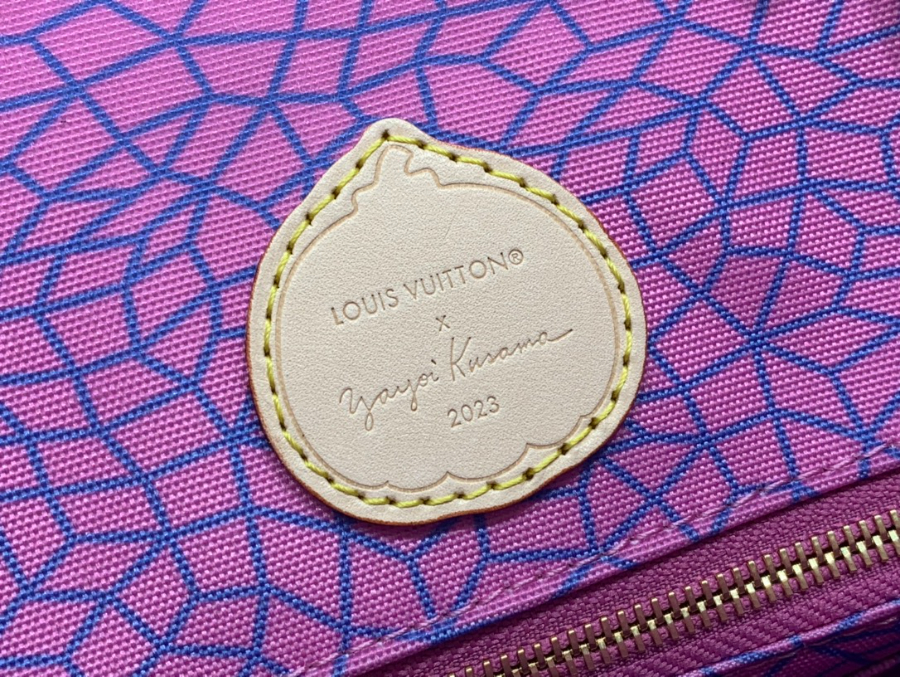 LOUIS VUITTON®
x
Yayoi Kusama
2023